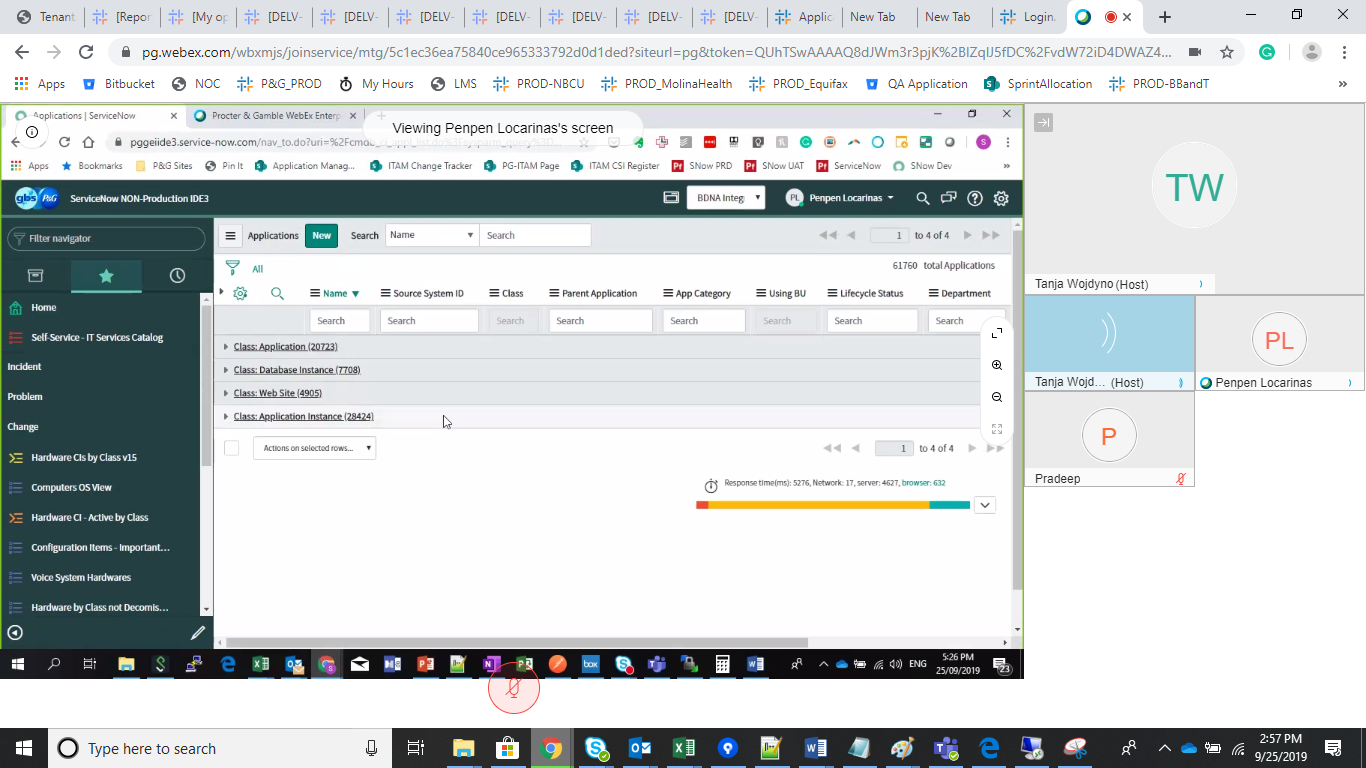 Tenant [Repor [My op [DELV- [DELV- [DELV- [DELV- [DELV- [DELV- [DELV- Applic New Tab New Tab Login
pg.webex.com/wbxmjs/joinservice/mtg/5c1ec36ea75840ce965333792d0d1ded?siteurl=pg&token=QUhTSwAAAAQ8dJWm3r3pjK%2BIZqlJ5fDC%2FvdW72iD4DWAZ4...
Apps Bitbucket NOC P&G_PROD My Hours LMS PROD-NBCU PROD_MolinaHealth PROD_Equifax QA Application SprintAllocation PROD-BBandT »
Applications | ServiceNow Procter & Gamble WebEx Enterp
Viewing Penpen Locarinas's screen
Apps Bookmarks P&G Sites Pin It Application Manag... ITAM Change Tracker PG-ITAM Page ITAM CSI Register SNow PRD SNow UAT ServiceNow SNow Dev »
gbs P&G ServiceNow NON-Production IDE3 BDNA Integ PL Penpen Locarinas
Filter navigator
Applications New Search Name Search 1 to 4 of 4
All 61760 total Applications
Name Source System ID Class Parent Application App Category Using BU Lifecycle Status Department
Search Search Search Search Search Search Search Search
Class: Application (20723)
Class: Database Instance (7708)
Class: Web Site (4905)
Class: Application Instance (28424)
Actions on selected rows... 1 to 4 of 4
Response time(ms): 5276, Network: 17, server: 4627, browser: 632
Home
Self-Service - IT Services Catalog
Incident
Problem
Change
Hardware CIs by Class v15
Computers OS View
Hardware CI - Active by Class
Configuration Items - Important...
Voice System Hardwares
Hardware by Class not Decomis...
TW
Tanja Wojdyno (Host)
Tanja Wojd... (Host)
PL
Penpen Locarinas
P
Pradeep
ENG 5:26 PM
25/09/2019 23
Type here to search
2:57 PM
9/25/2019